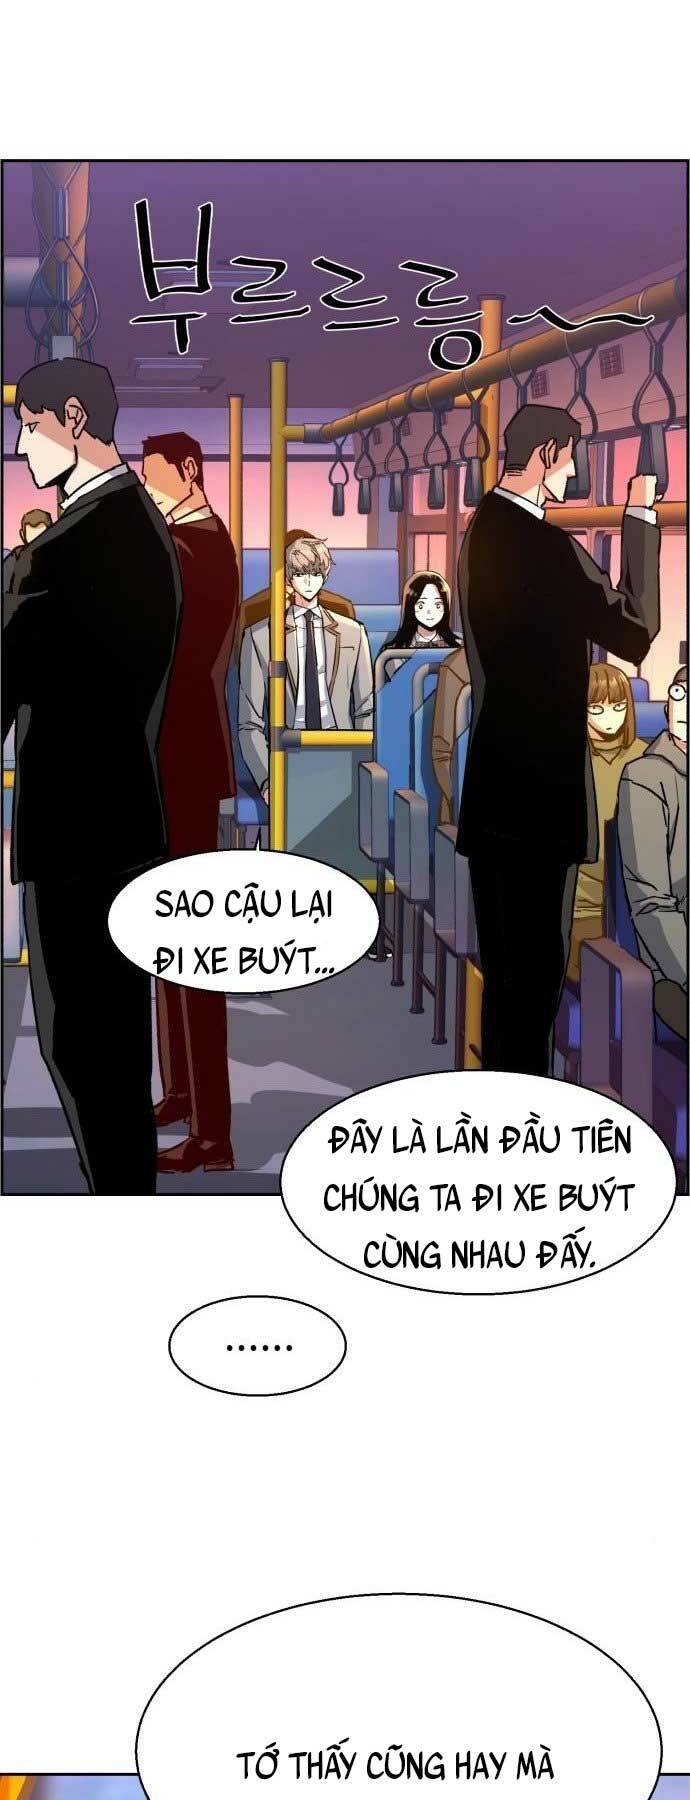 부르르릉~
SAO CẬU LẠI
ĐI XE BUÝT...
ĐÂY LÀ LẦN ĐẦU TIÊN
CHÚNG TA ĐI XE BUÝT
CÙNG NHAU ĐẤY.
......
TỚ THẤY CŨNG HAY MÀ